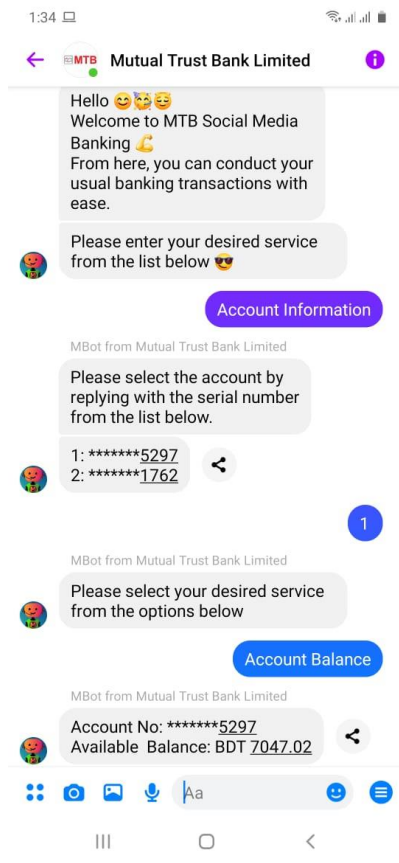 1:34
MTB Mutual Trust Bank Limited
Hello 😊🥳😌
Welcome to MTB Social Media
Banking 💪
From here, you can conduct your
usual banking transactions with
ease.
Please enter your desired service
from the list below 😎
Account Information
MBot from Mutual Trust Bank Limited
Please select the account by
replying with the serial number
from the list below.
1: *******5297
2: *******1762
1
MBot from Mutual Trust Bank Limited
Please select your desired service
from the options below
Account Balance
MBot from Mutual Trust Bank Limited
Account No: *******5297
Available Balance: BDT 7047.02
Aa